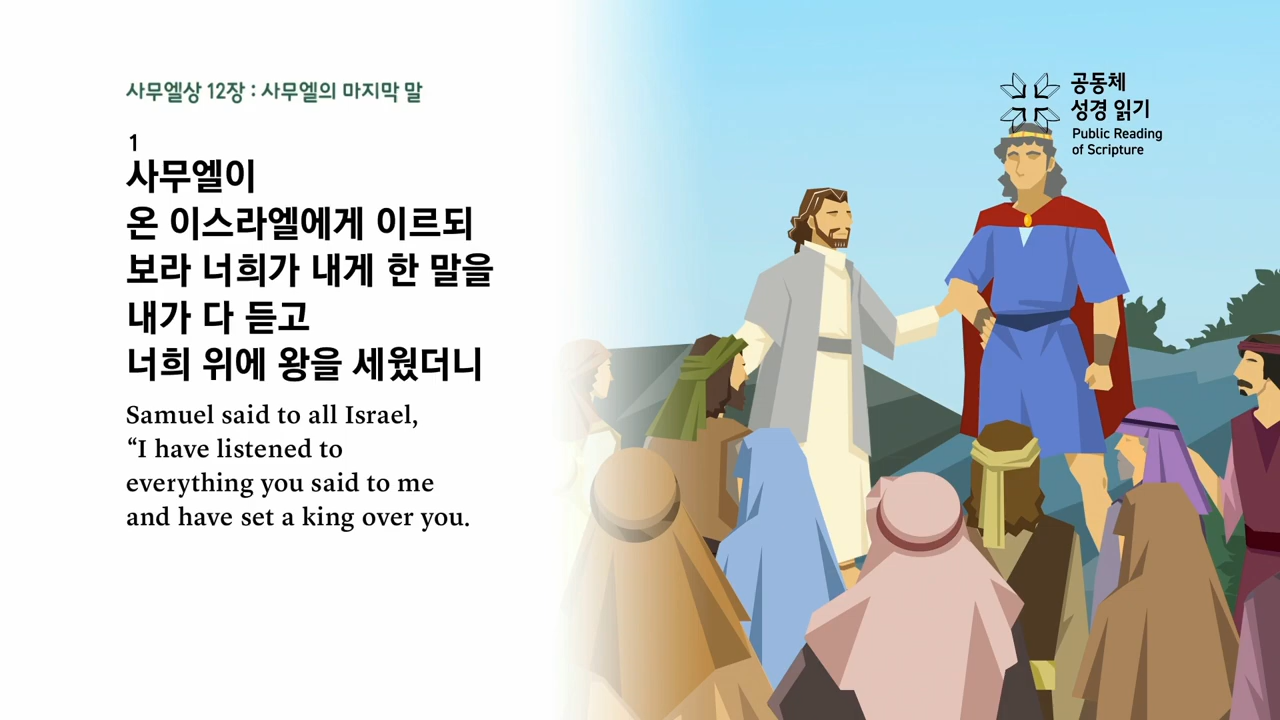 사무엘상 12장 : 사무엘의 마지막 말
1
사무엘이
온 이스라엘에게 이르되
보라 너희가 내게 한 말을
내가 다 듣고
너희 위에 왕을 세웠더니
Samuel said to all Israel,
“I have listened to
everything you said to me
and have set a king over you.
공동체
성경 읽기
Public Reading
of Scripture